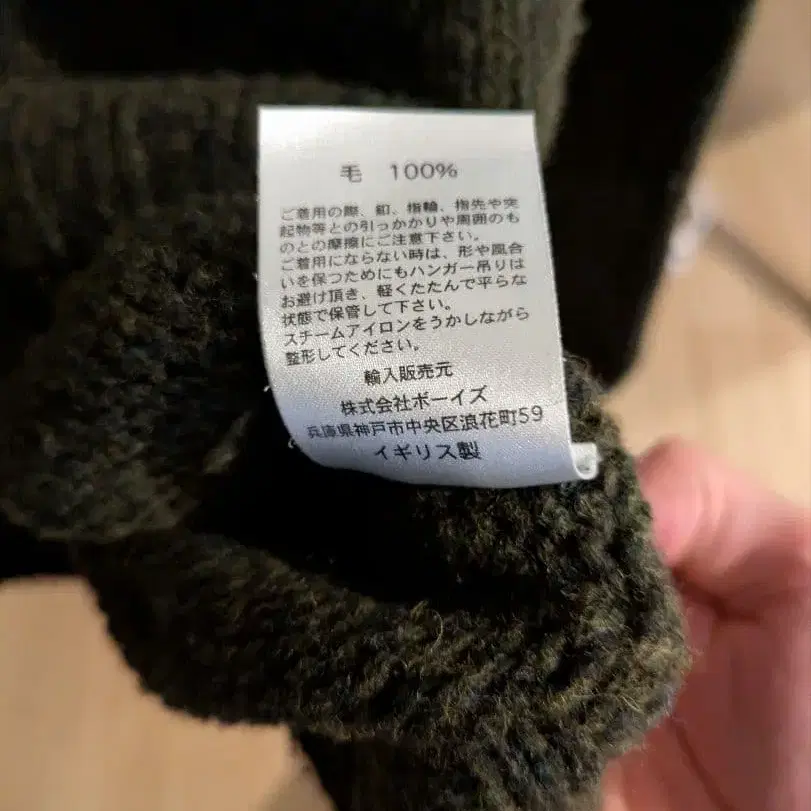 毛 100%
ご着用の際、釦、指輪、指先や突
起物等との引っかかりや周囲のも
のとの摩擦にご注意下さい。
ご着用にならない時は、形や風合
いを保つためにもハンガー吊りは
お避け頂き、軽くたたんで平らな
状態で保管して下さい。
スチームアイロンをうかしながら
整形してください。
輸入販売元
株式会社ボーイズ
兵庫県神戸市中央区浪花町59
イギリス製